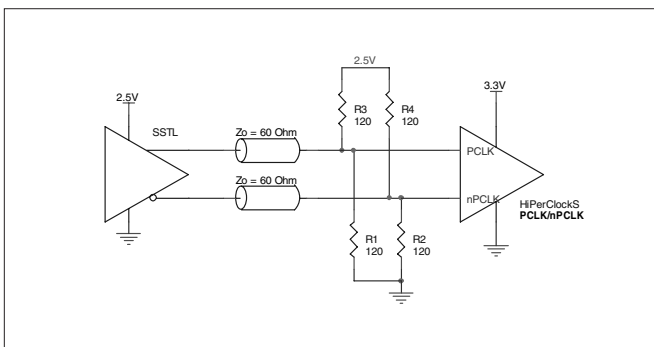 2.5V
3.3V
2.5V
R3
120
R4
120
SSTL
Zo = 60 Ohm
PCLK
Zo = 60 Ohm
nPCLK
HiPerClockS
PCLK/nPCLK
R1
120
R2
120